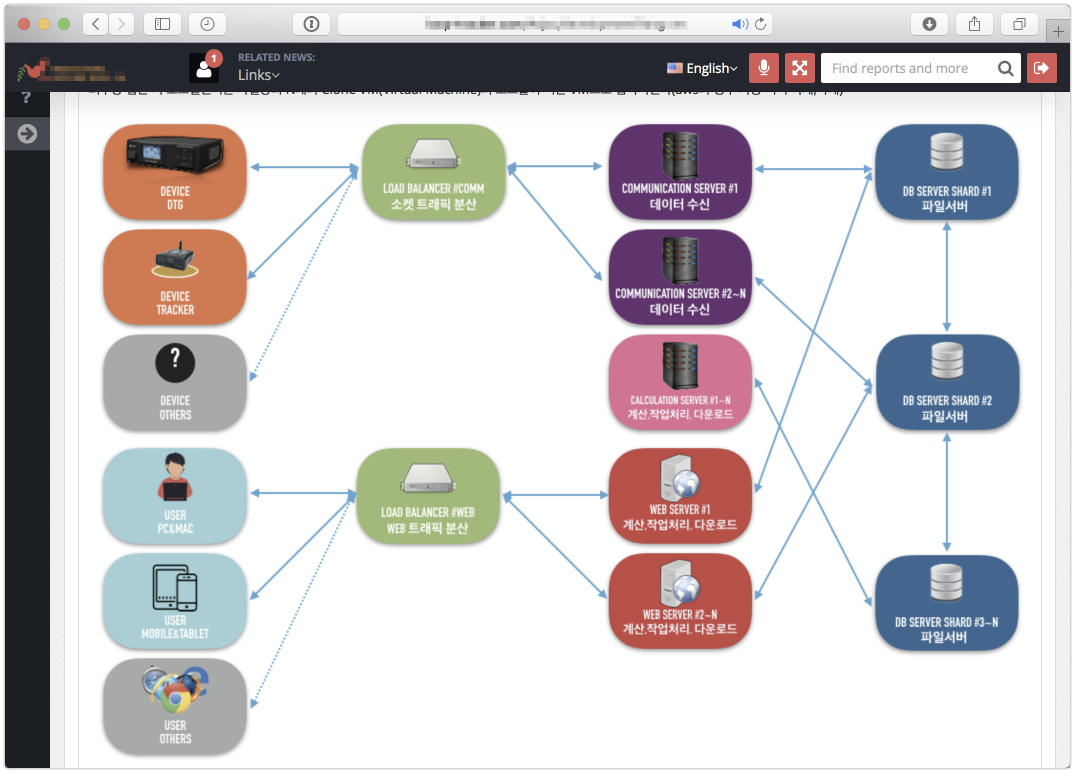 1
RELATED NEWS:
Links
English
Find reports and more
?
DEVICE
DTG
LOAD BALANCER #COMM
소켓 트래픽 분산
COMMUNICATION SERVER #1
데이터 수신
DB SERVER SHARD #1
파일서버
DEVICE
TRACKER
COMMUNICATION SERVER #2~N
데이터 수신
?
DEVICE
OTHERS
CALCULATION SERVER #1~N
계산,작업처리, 다운로드
DB SERVER SHARD #2
파일서버
USER
PC&MAC
LOAD BALANCER #WEB
WEB 트래픽 분산
WEB SERVER #1
계산,작업처리, 다운로드
USER
MOBILE&TABLET
WEB SERVER #2~N
계산,작업처리, 다운로드
DB SERVER SHARD #3~N
파일서버
USER
OTHERS